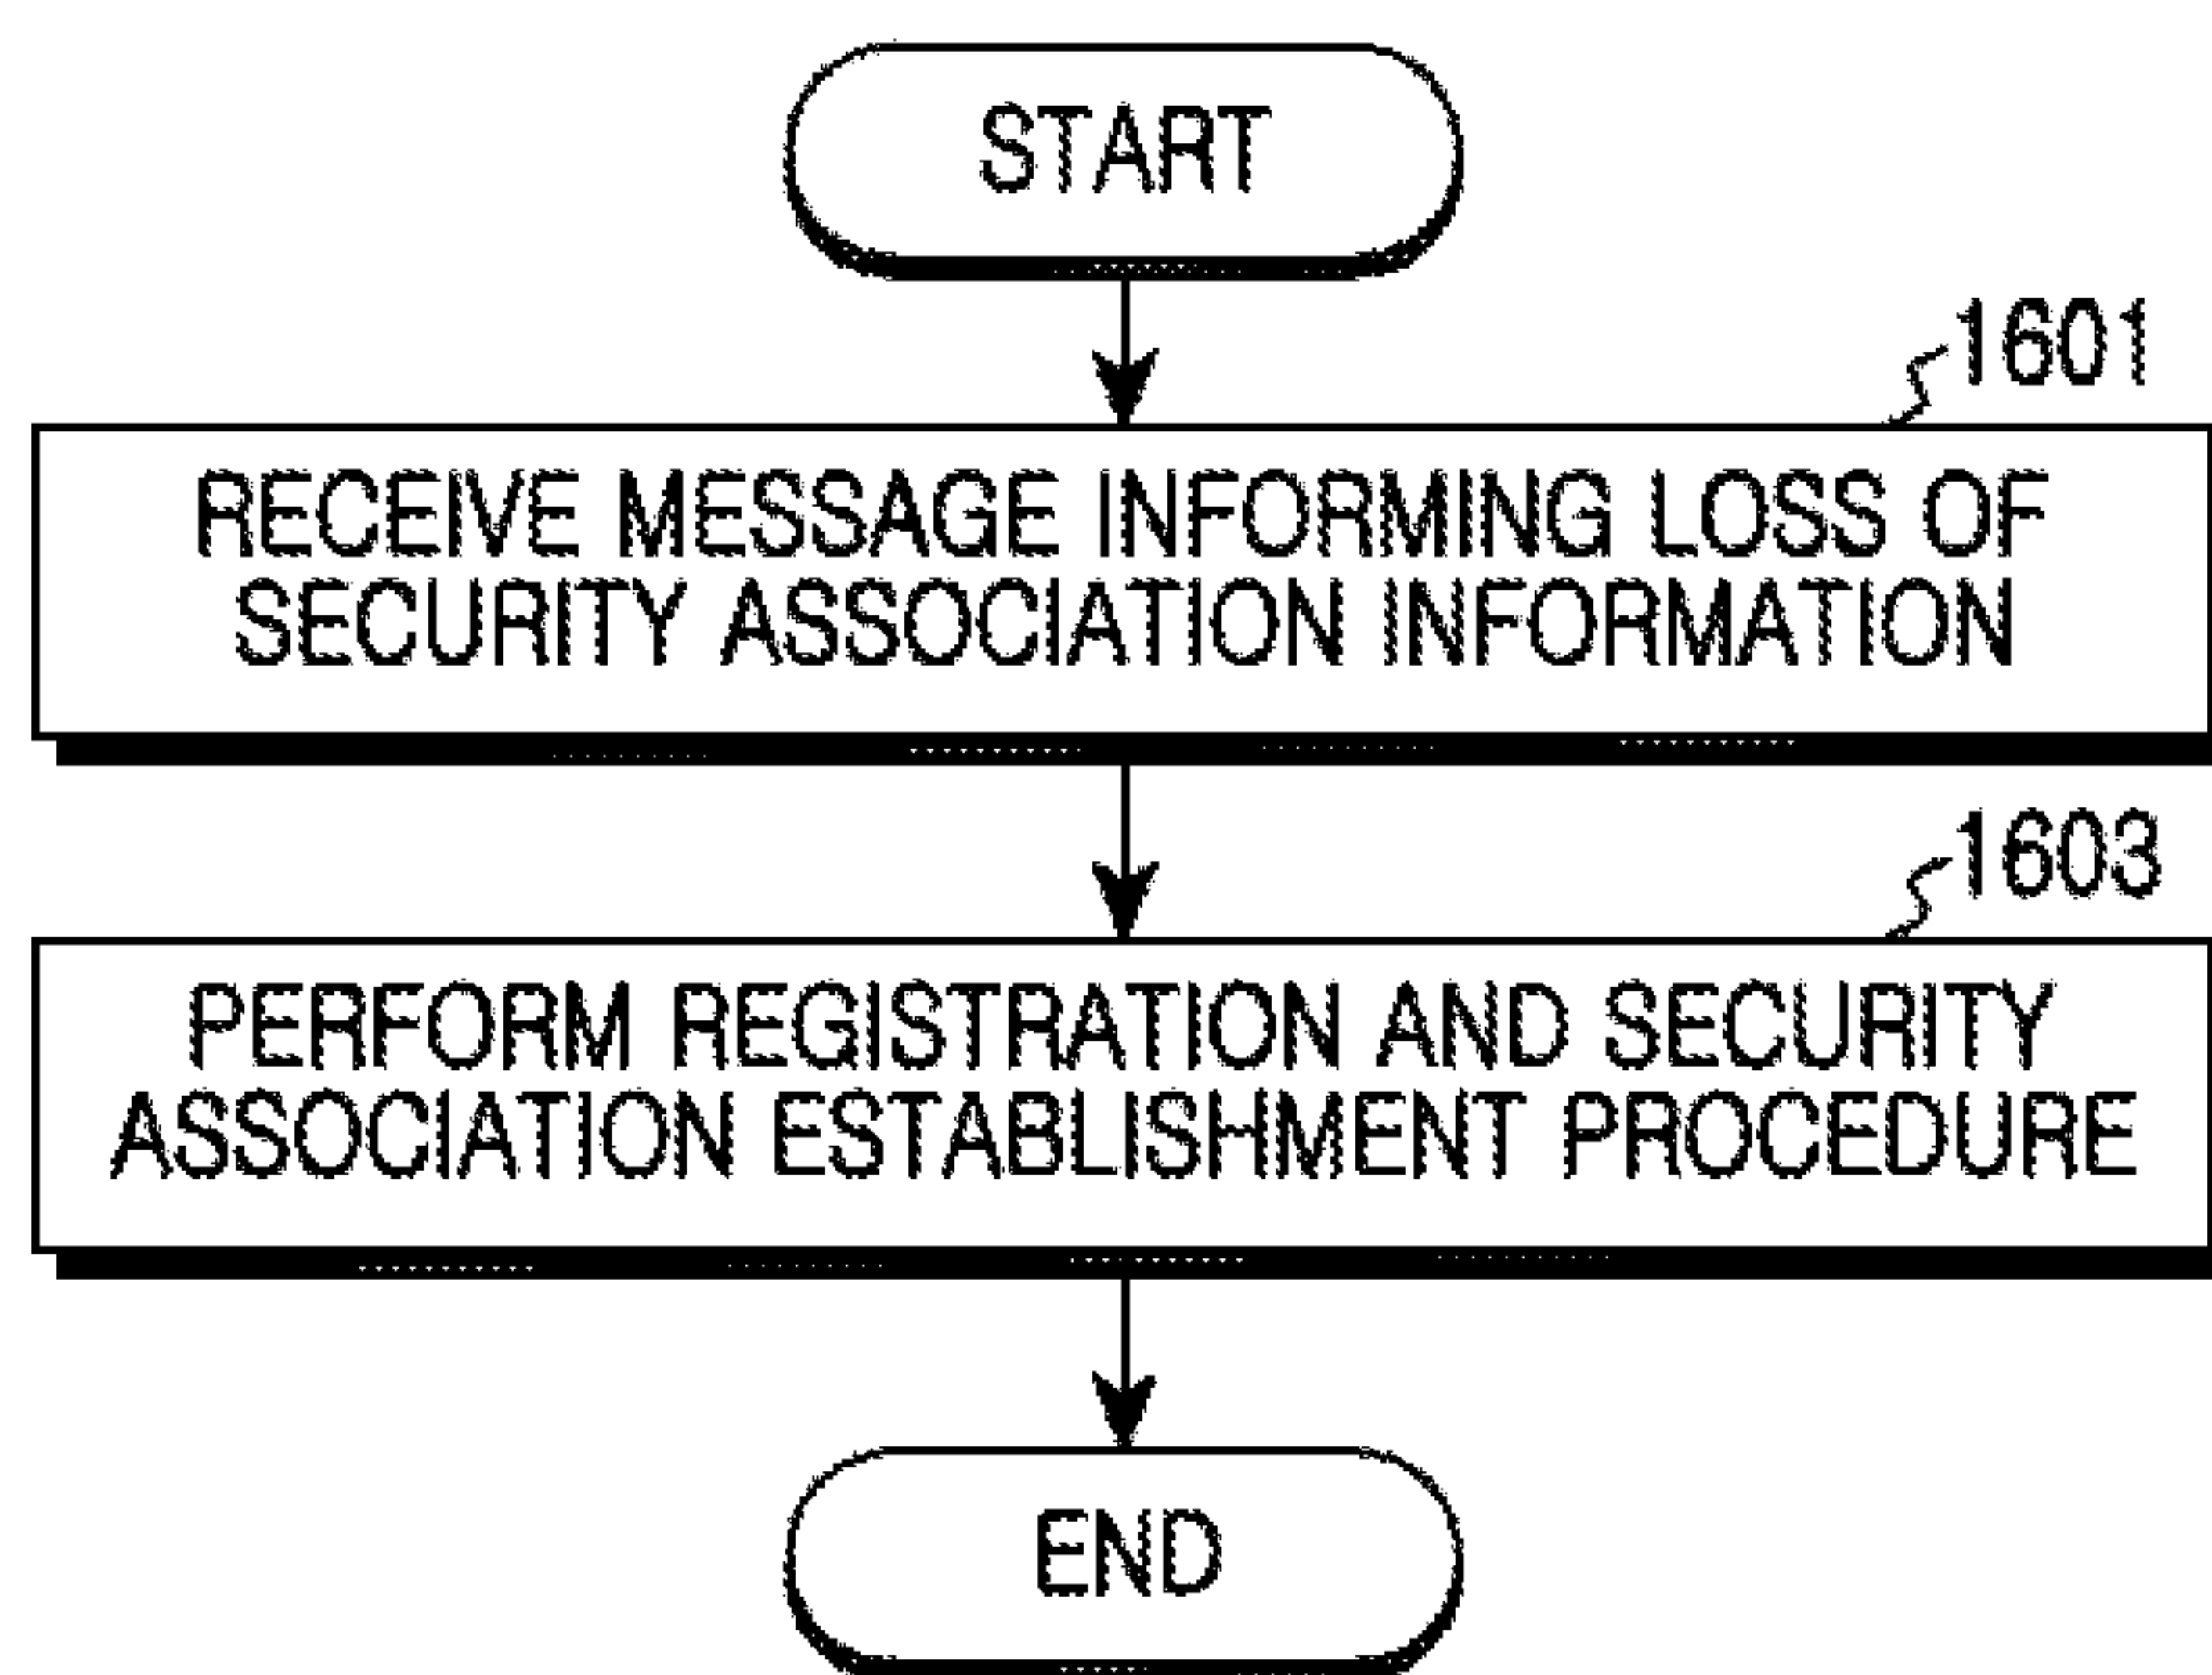 START
1601
RECEIVE MESSAGE INFORMING LOSS OF
SECURITY ASSOCIATION INFORMATION
1603
PERFORM REGISTRATION AND SECURITY
ASSOCIATION ESTABLISHMENT PROCEDURE
END